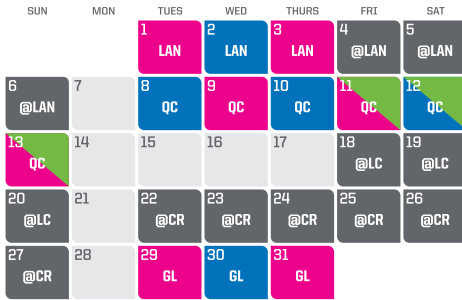 SUN MON TUES WED THURS FRI SAT
1 2 3 4 5
LAN LAN LAN @LAN @LAN
6 7 8 9 10 11 12
@LAN QC QC QC QC QC
13 14 15 16 17 18 19
QC @LC @LC
20 21 22 23 24 25 26
@LC @CR @CR @CR @CR @CR
27 28 29 30 31
@CR GL GL GL